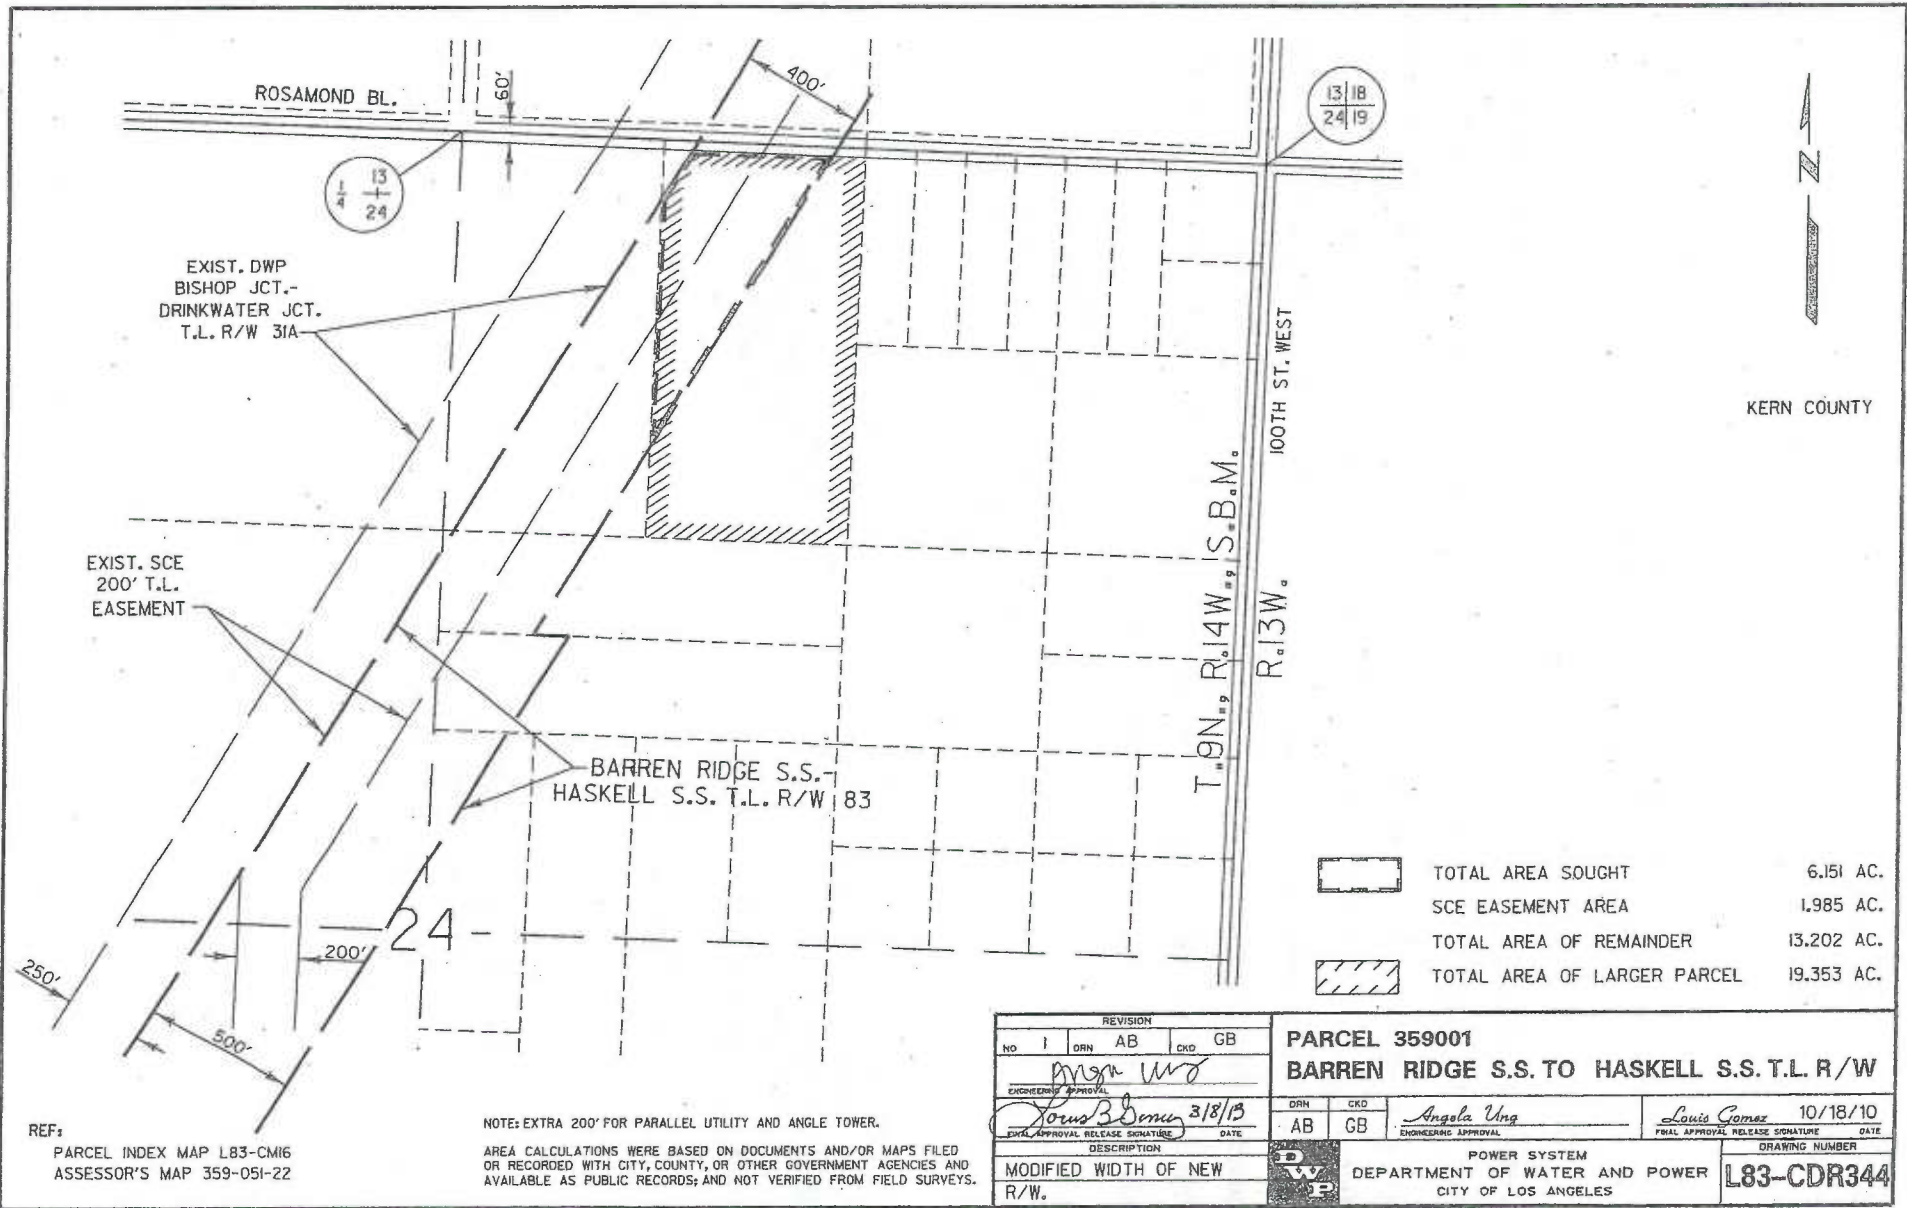 ROSAMOND BL.
60'
400'
13 18
24 19
1/4 13
24
N
EXIST. DWP
BISHOP JCT.-
DRINKWATER JCT.
T.L. R/W 31A
100TH ST. WEST
KERN COUNTY
T.9N., R.14W., S.B.M.
R.13W.
EXIST. SCE
200' T.L.
EASEMENT
BARREN RIDGE S.S.-
HASKELL S.S. T.L. R/W 83
24
200'
250'
500'
TOTAL AREA SOUGHT 6.151 AC.
SCE EASEMENT AREA 1.985 AC.
TOTAL AREA OF REMAINDER 13.202 AC.
TOTAL AREA OF LARGER PARCEL 19.353 AC.
REF:
PARCEL INDEX MAP L83-CM16
ASSESSOR'S MAP 359-051-22
NOTE: EXTRA 200' FOR PARALLEL UTILITY AND ANGLE TOWER.
AREA CALCULATIONS WERE BASED ON DOCUMENTS AND/OR MAPS FILED
OR RECORDED WITH CITY, COUNTY, OR OTHER GOVERNMENT AGENCIES AND
AVAILABLE AS PUBLIC RECORDS; AND NOT VERIFIED FROM FIELD SURVEYS.
REVISION
NO 1 DRN AB CKD GB
ENGINEERING APPROVAL
Louis B Gomez 3/8/13
FINAL APPROVAL RELEASE SIGNATURE DATE
DESCRIPTION
MODIFIED WIDTH OF NEW
R/W.
PARCEL 359001
BARREN RIDGE S.S. TO HASKELL S.S. T.L. R/W
DRN CKD
AB GB
Angela Ung
ENGINEERING APPROVAL
Louis Gomez 10/18/10
FINAL APPROVAL RELEASE SIGNATURE DATE
DWP
POWER SYSTEM
DEPARTMENT OF WATER AND POWER
CITY OF LOS ANGELES
DRAWING NUMBER
L83-CDR344